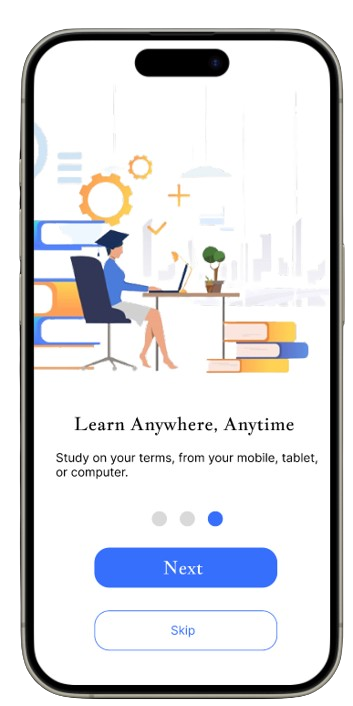 Learn Anywhere, Anytime
Study on your terms, from your mobile, tablet,
or computer.
Next
Skip